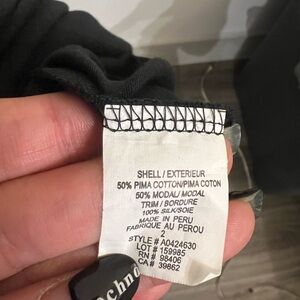 SHELL / EXTERIEUR
50% PIMA COTTON/PIMA COTON
50% MODAL/ MODAL
TRIM / BORDURE
100% SILK/SOIE
MADE IN PERU
FABRIQUE AU PEROU
2
STYLE # A0424630
LOT # 159985
RN # 98406
CA# 39862